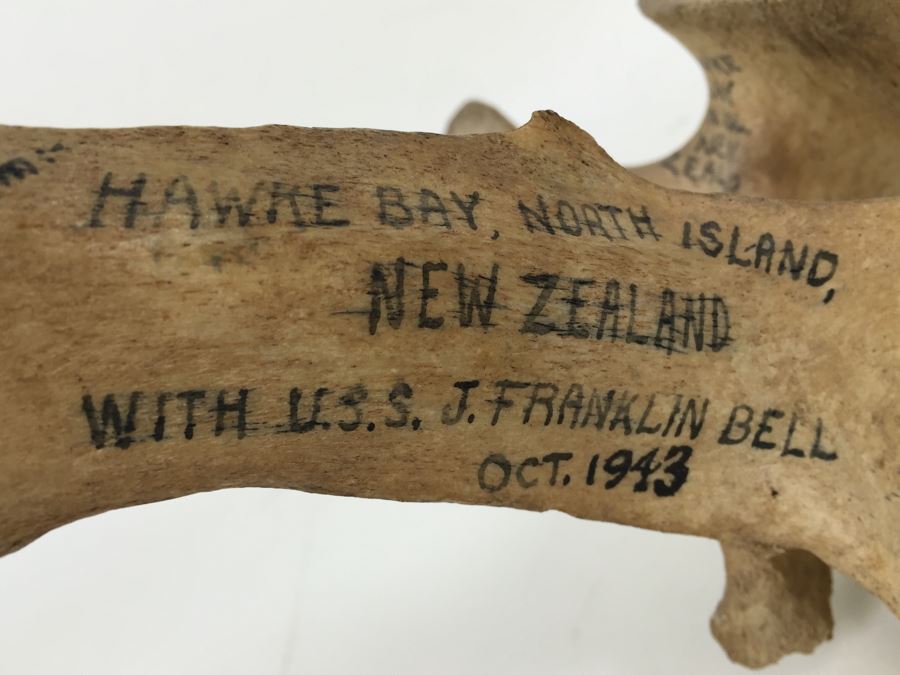 HAWKE BAY, NORTH ISLAND,
NEW ZEALAND
WITH U.S.S. J. FRANKLIN BELL
OCT. 1943